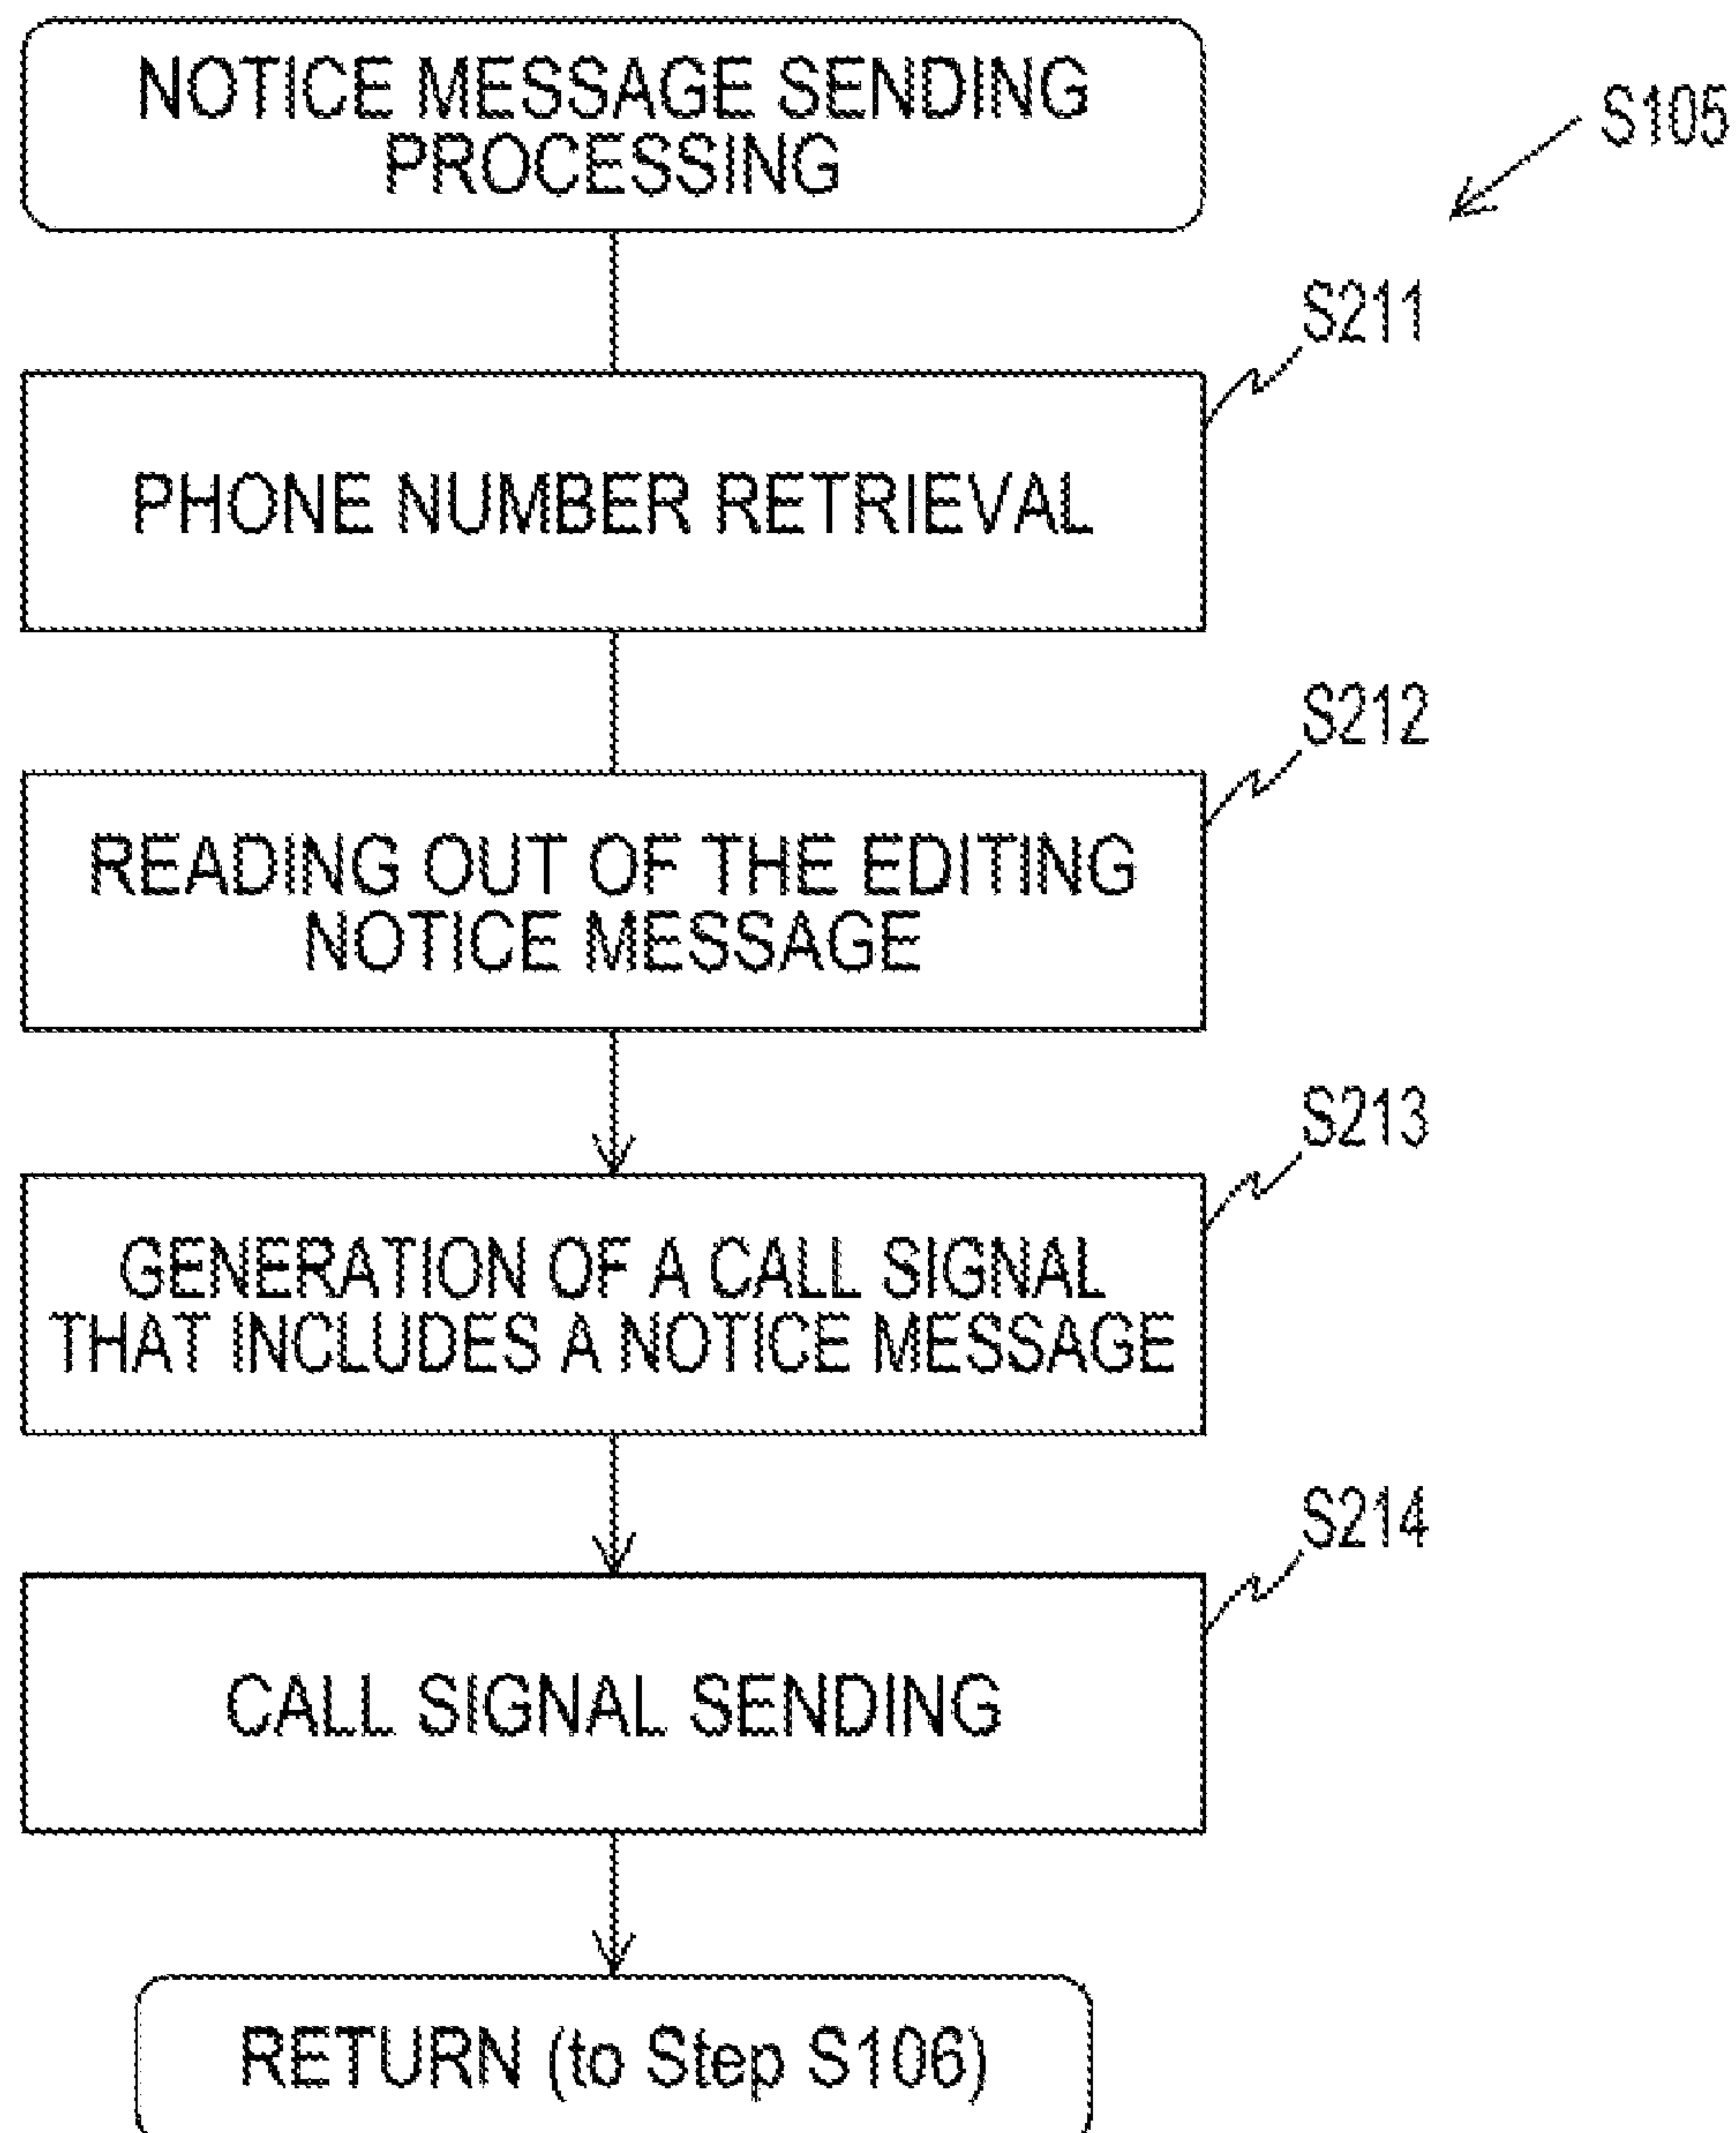 NOTICE MESSAGE SENDING
PROCESSING
S105
S211
PHONE NUMBER RETRIEVAL
S212
READING OUT OF THE EDITING
NOTICE MESSAGE
S213
GENERATION OF A CALL SIGNAL
THAT INCLUDES A NOTICE MESSAGE
S214
CALL SIGNAL SENDING
RETURN (to Step S106)